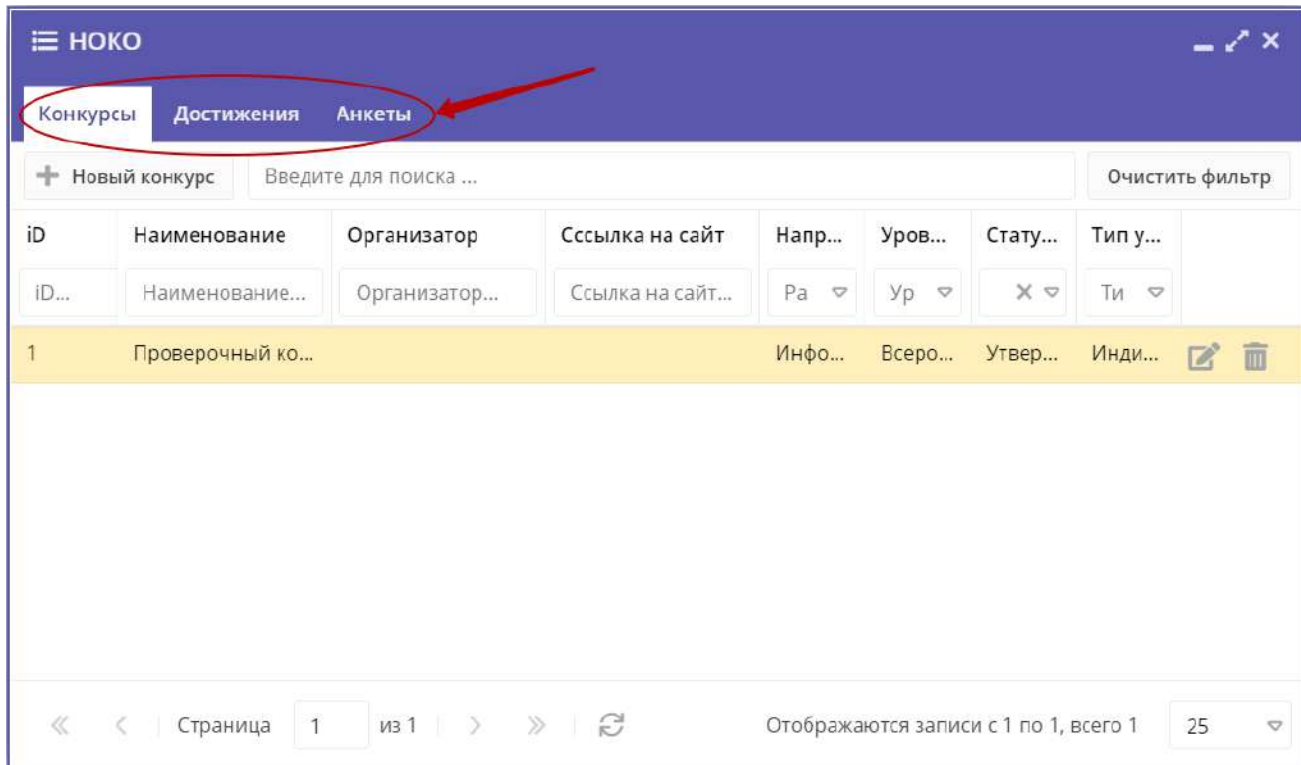 НОКО
Конкурсы Достижения Анкеты
Новый конкурс Введите для поиска ... Очистить фильтр
iD Наименование Организатор Сссылка на сайт Напр... Уров... Стату... Тип у...
iD... Наименование... Организатор... Ссылка на сайт... Ра Ур Ти
1 Проверочный ко... Инфо... Всеро... Утвер... Инди...
Страница 1 из 1 Отображаются записи с 1 по 1, всего 1 25